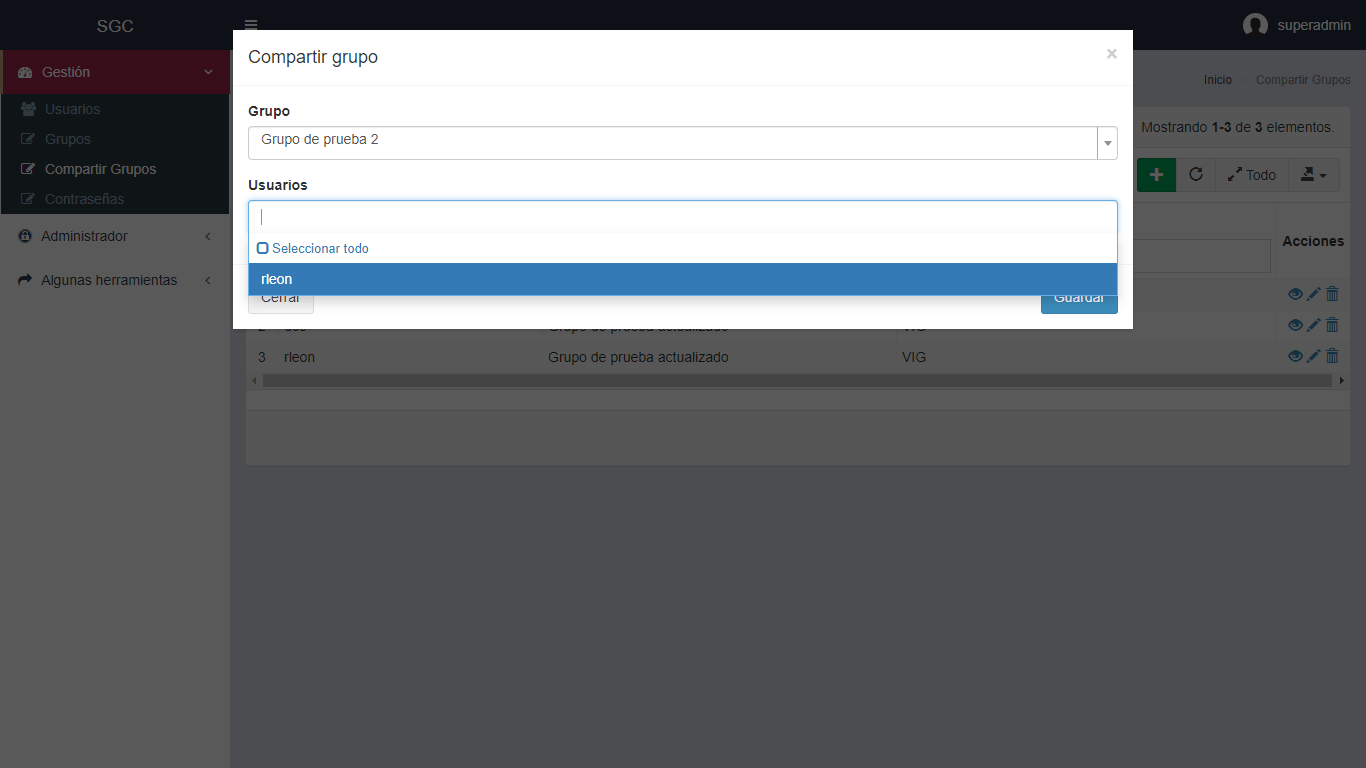 SGC
superadmin
Gestión
Usuarios
Grupos
Compartir Grupos
Contraseñas
Administrador
Algunas herramientas
Inicio
Compartir Grupos
Mostrando 1-3 de 3 elementos.
Todo
Acciones
Compartir grupo
×
Grupo
Grupo de prueba 2
Usuarios
Seleccionar todo
rleon
Cerrar
Guardar
Grupo de prueba actualizado
VIG
3 rleon Grupo de prueba actualizado VIG